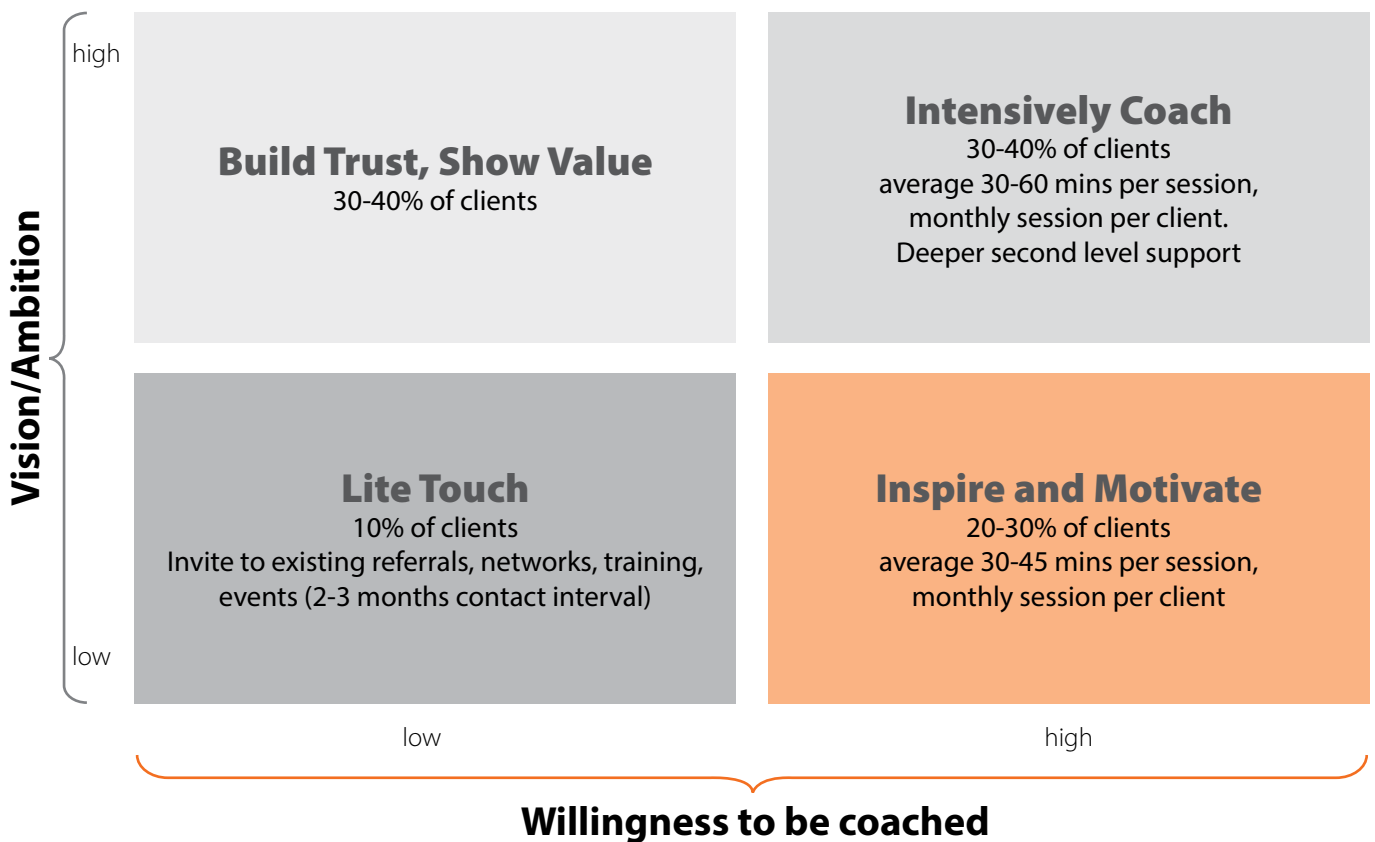 high
Build Trust, Show Value
30-40% of clients
Intensively Coach
30-40% of clients
average 30-60 mins per session,
monthly session per client.
Deeper second level support
Vision/Ambition
Lite Touch
10% of clients
Invite to existing referrals, networks, training,
events (2-3 months contact interval)
Inspire and Motivate
20-30% of clients
average 30-45 mins per session,
monthly session per client
low
low
high
Willingness to be coached